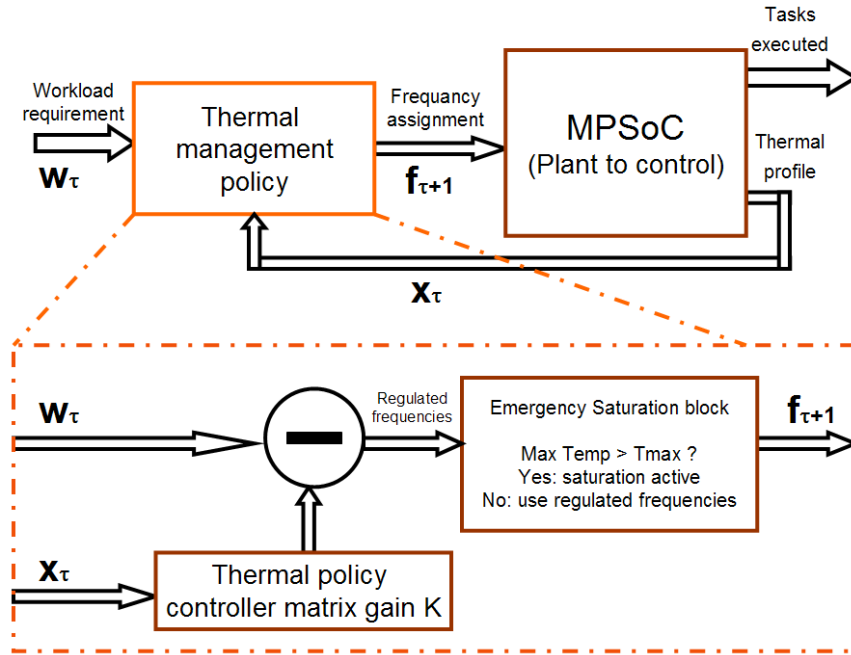 Tasks
executed
Workload
requirement
wτ
Thermal
management
policy
Frequancy
assignment
fτ+1
MPSoC
(Plant to control)
Thermal
profile
xτ
wτ
Regulated
frequencies
Emergency Saturation block
Max Temp > Tmax ?
Yes: saturation active
No: use regulated frequencies
fτ+1
xτ
Thermal policy
controller matrix gain K